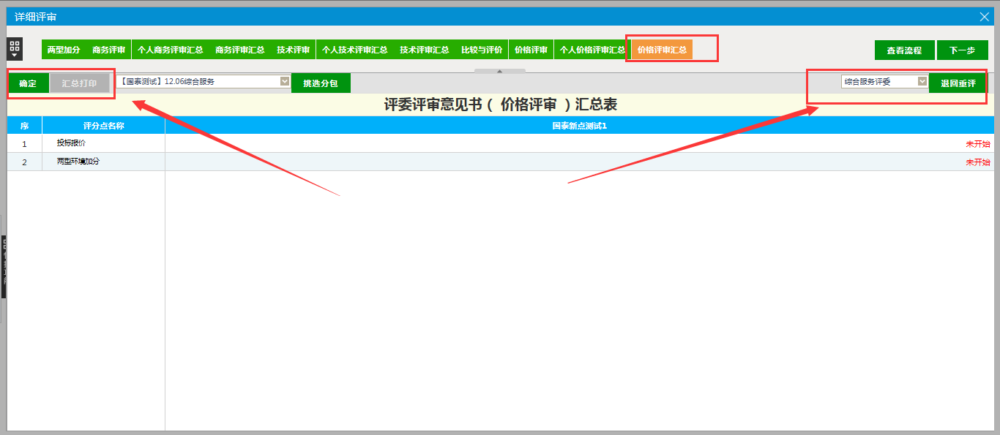 详细评审
两型加分 商务评审 个人商务评审汇总 商务评审汇总 技术评审 个人技术评审汇总 技术评审汇总 比较与评价 价格评审 个人价格评审汇总 价格评审汇总 查看流程 下一步
确定 汇总打印 【国泰测试】12.06综合服务 挑选分包 综合服务评委 退回重评
评委评审意见书（ 价格评审 ）汇总表
序 评分点名称 国泰新点测试1
1 投标报价 未开始
2 两型环境加分 未开始